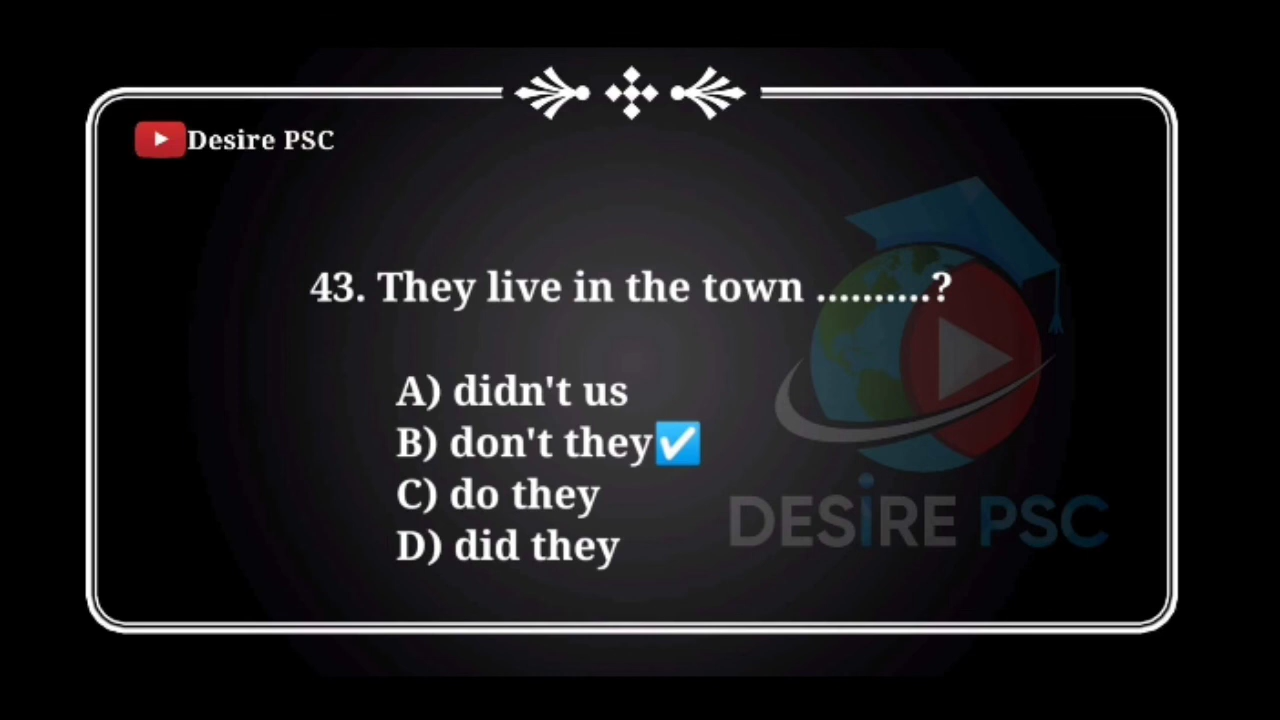 Desire PSC
43. They live in the town ..........?
A) didn't us
B) don't they✅
C) do they
D) did they
DESiRE PSC